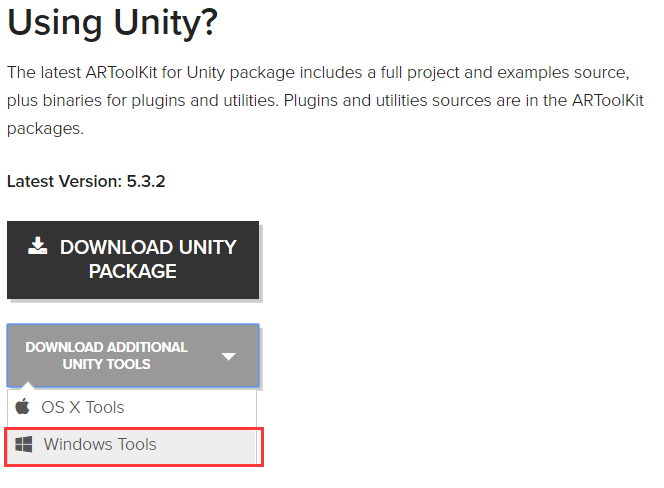 Using Unity?
The latest ARToolKit for Unity package includes a full project and examples source,
plus binaries for plugins and utilities. Plugins and utilities sources are in the ARToolKit
packages.
Latest Version: 5.3.2
DOWNLOAD UNITY
PACKAGE
DOWNLOAD ADDITIONAL
UNITY TOOLS
OS X Tools
Windows Tools